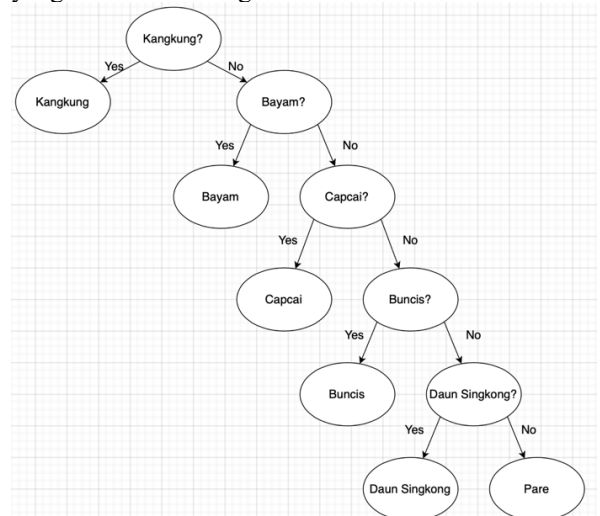 Kangkung?
Yes
No
Kangkung
Bayam?
Yes
No
Bayam
Capcai?
Yes
No
Capcai
Buncis?
Yes
No
Buncis
Daun Singkong?
Yes
No
Daun Singkong
Pare